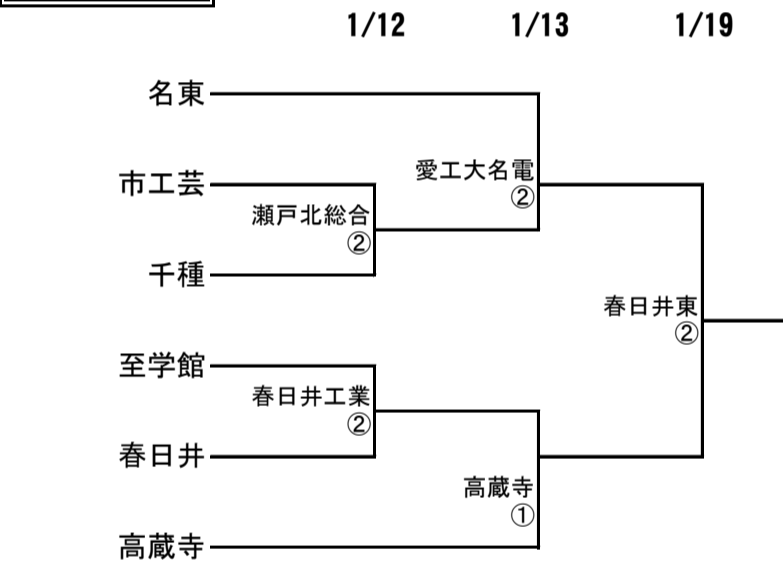 1/12 1/13 1/19
名東
愛工大名電
②
市工芸
瀬戸北総合
②
千種
春日井東
②
至学館
春日井工業
②
春日井
高蔵寺
①
高蔵寺